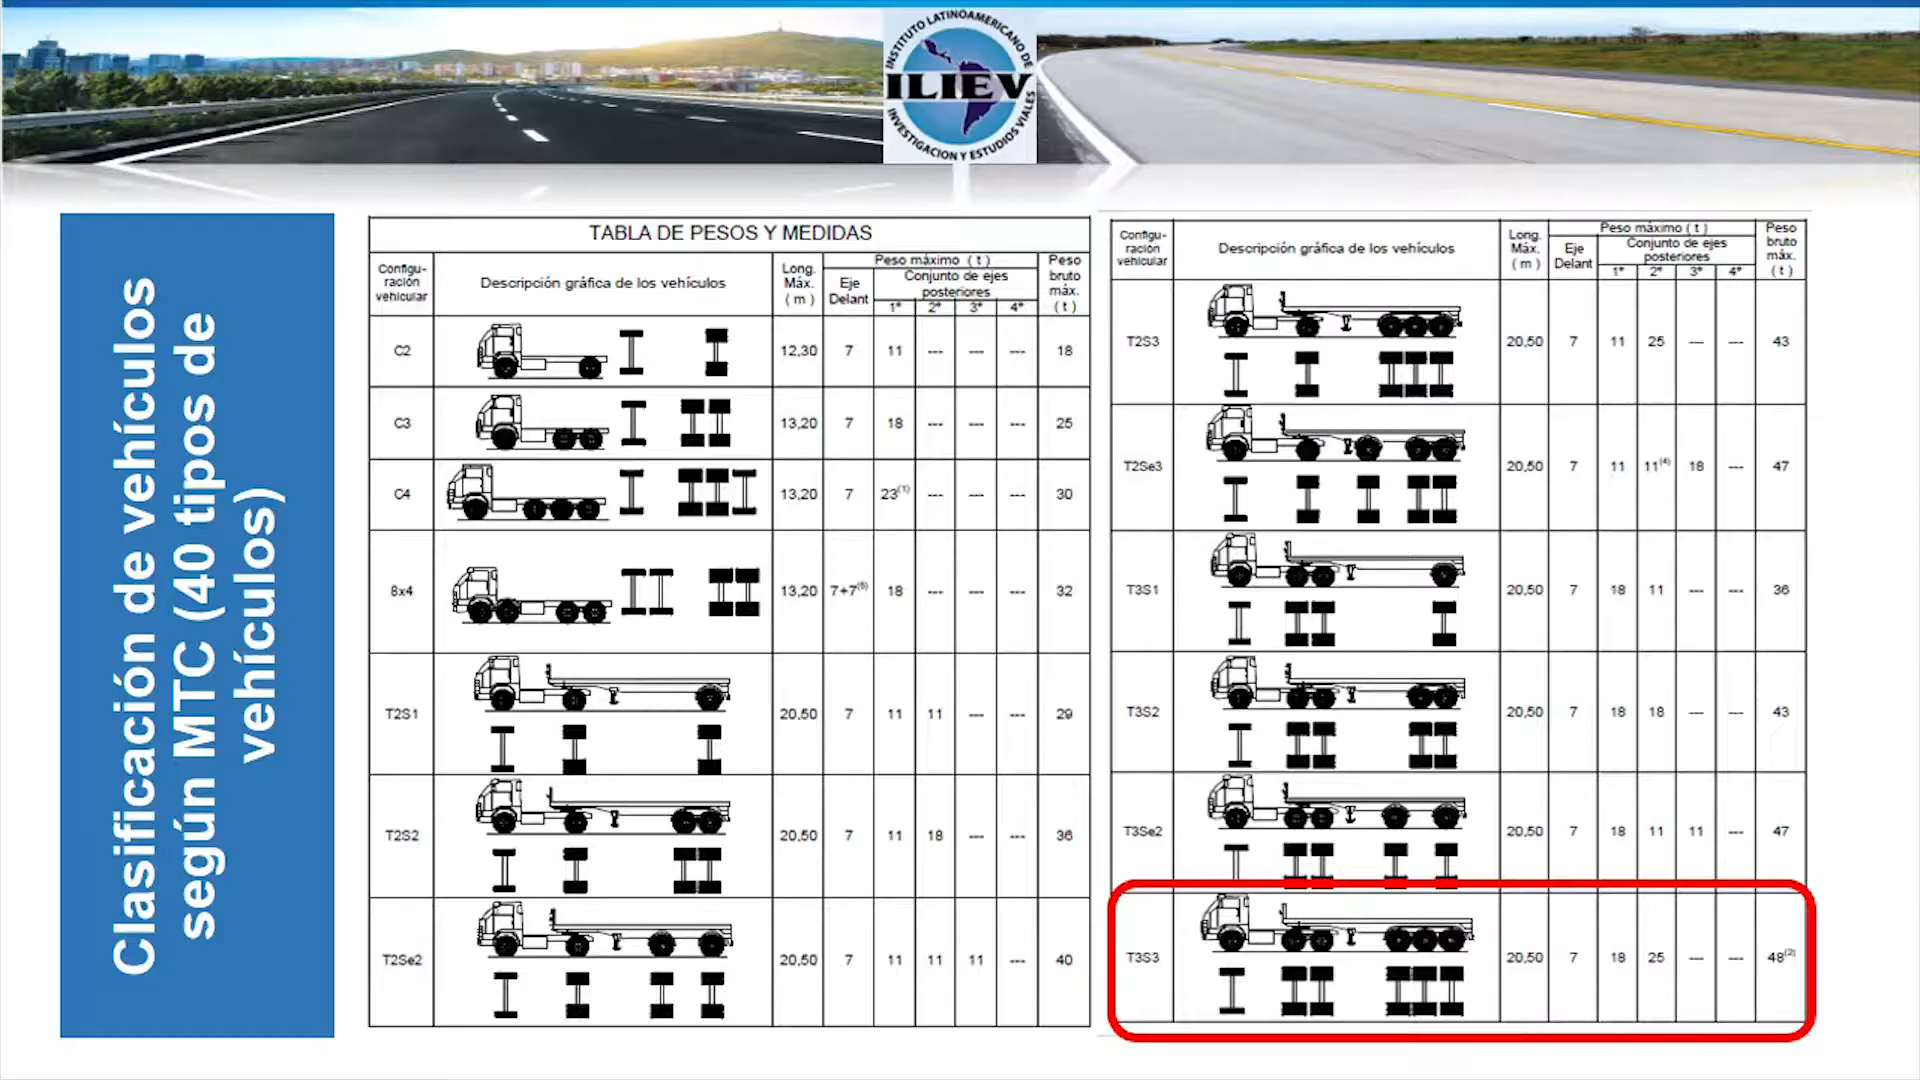 INSTITUTO LATINOAMERICANO DE
ILIEV
INVESTIGACION Y ESTUDIOS VIALES
Clasificación de vehículos
según MTC (40 tipos de
vehículos)
TABLA DE PESOS Y MEDIDAS
Configu-
ración
vehicular
Descripción gráfica de los vehículos
Long.
Máx.
( m )
Peso máximo ( t )
Eje
Delant
Conjunto de ejes
posteriores
1° 2° 3° 4°
Peso
bruto
máx.
( t )
C2 12,30 7 11 --- --- --- 18
C3 13,20 7 18 --- --- --- 25
C4 13,20 7 23(1) --- --- --- 30
8x4 13,20 7+7(5) 18 --- --- --- 32
T2S1 20,50 7 11 11 --- --- 29
T2S2 20,50 7 11 18 --- --- 36
T2Se2 20,50 7 11 11 11 --- 40
Configu-
ración
vehicular
Descripción gráfica de los vehículos
Long.
Máx.
( m )
Peso máximo ( t )
Eje
Delant
Conjunto de ejes
posteriores
1° 2° 3° 4°
Peso
bruto
máx.
( t )
T2S3 20,50 7 11 25 --- --- 43
T2Se3 20,50 7 11 11(4) 18 --- 47
T3S1 20,50 7 18 11 --- --- 36
T3S2 20,50 7 18 18 --- --- 43
T3Se2 20,50 7 18 11 11 --- 47
T3S3 20,50 7 18 25 --- --- 48(2)